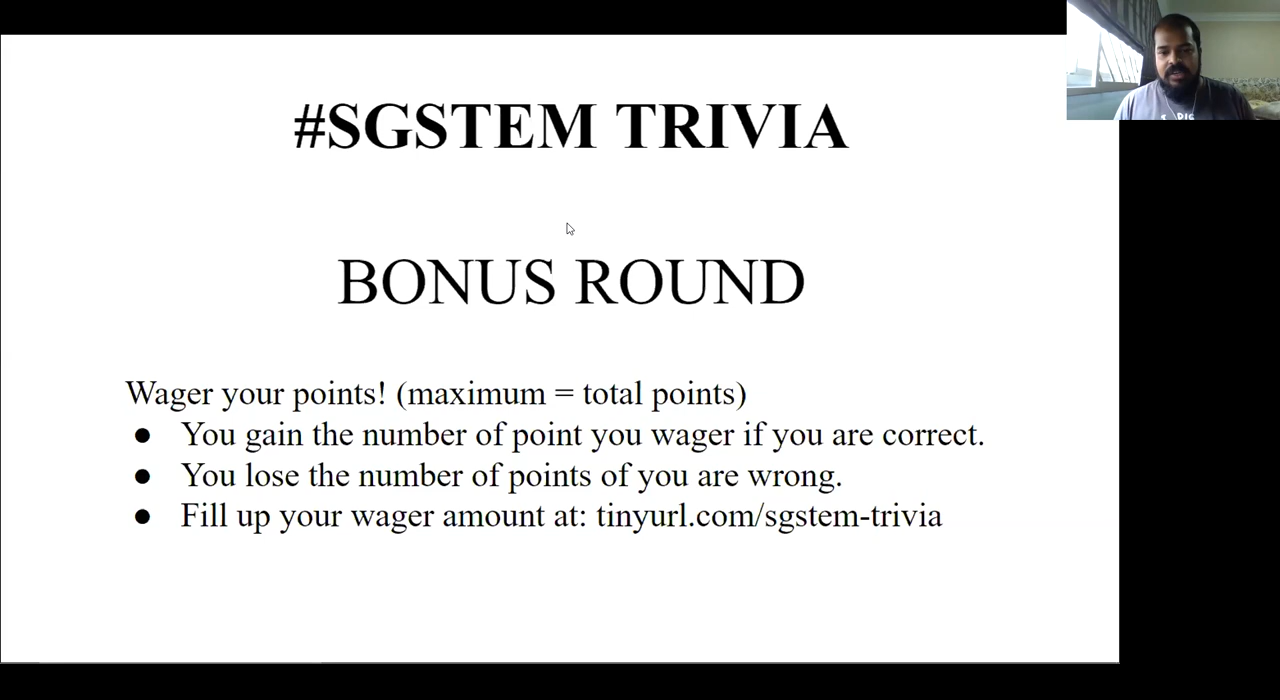 #SGSTEM TRIVIA
BONUS ROUND
Wager your points! (maximum = total points)
● You gain the number of point you wager if you are correct.
● You lose the number of points of you are wrong.
● Fill up your wager amount at: tinyurl.com/sgstem-trivia